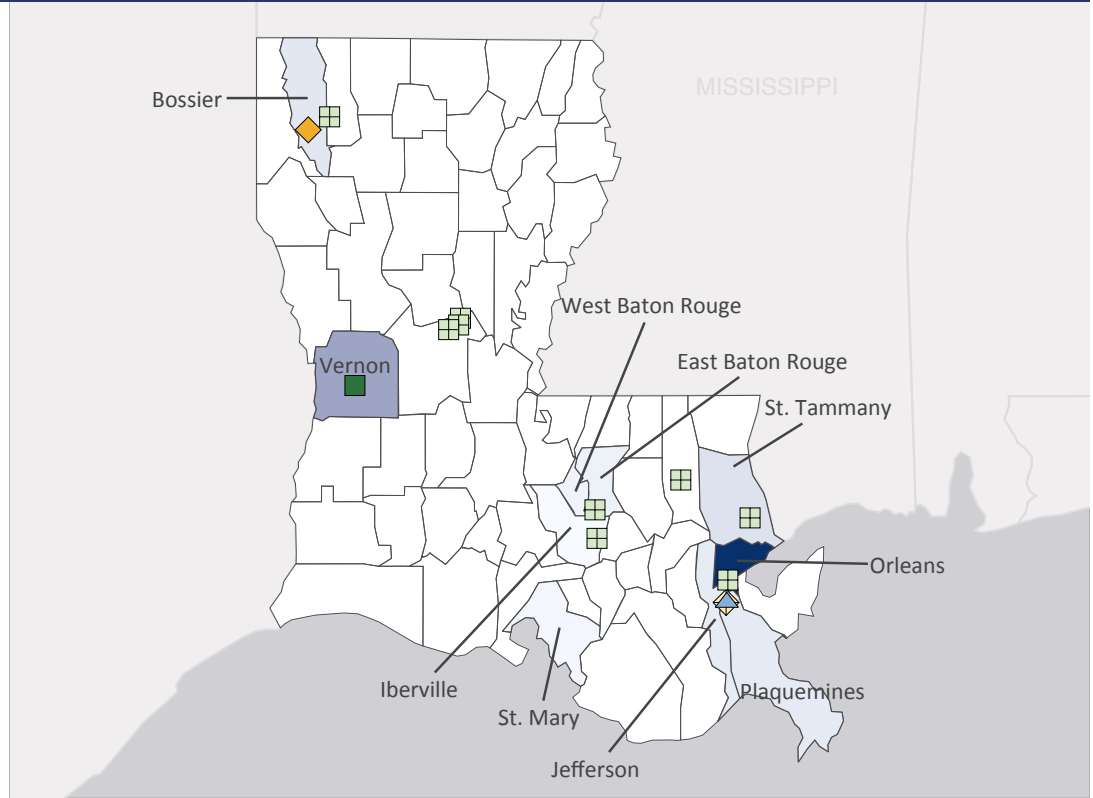 MISSISSIPPI
Bossier
West Baton Rouge
East Baton Rouge
Vernon
St. Tammany
Orleans
Iberville
Plaquemines
St. Mary
Jefferson